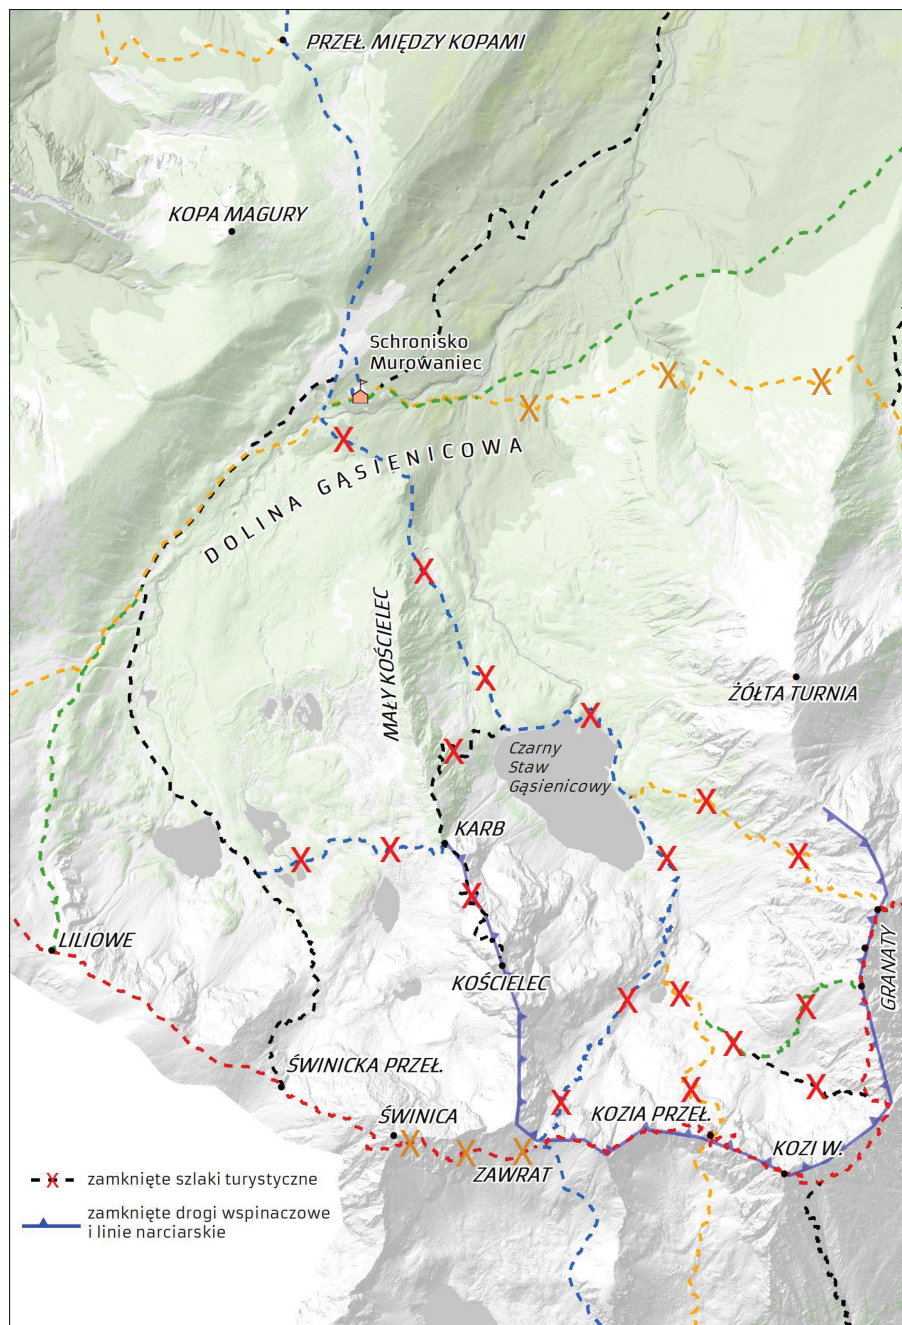 PRZEŁ. MIĘDZY KOPAMI
KOPA MAGURY
Schronisko
Murowaniec
DOLINA GĄSIENICOWA
MAŁY KOŚCIELEC
ŻÓŁTA TURNIA
Czarny
Staw
Gąsienicowy
KARB
LILIOWE
KOŚCIELEC
GRANATY
ŚWINICKA PRZEŁ.
ŚWINICA
KOZIA PRZEŁ.
KOZI W.
ZAWRAT
zamknięte szlaki turystyczne
zamknięte drogi wspinaczowe
i linie narciarskie